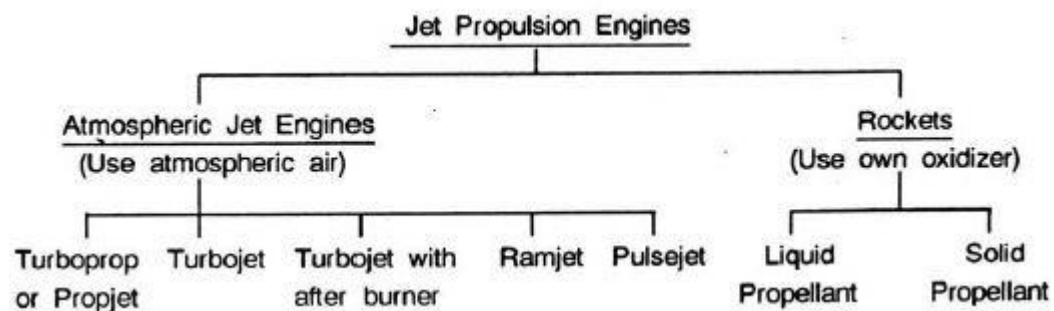 Jet Propulsion Engines
Atmospheric Jet Engines
(Use atmospheric air)
Rockets
(Use own oxidizer)
Turboprop
or Propjet
Turbojet
Turbojet with
after burner
Ramjet
Pulsejet
Liquid
Propellant
Solid
Propellant